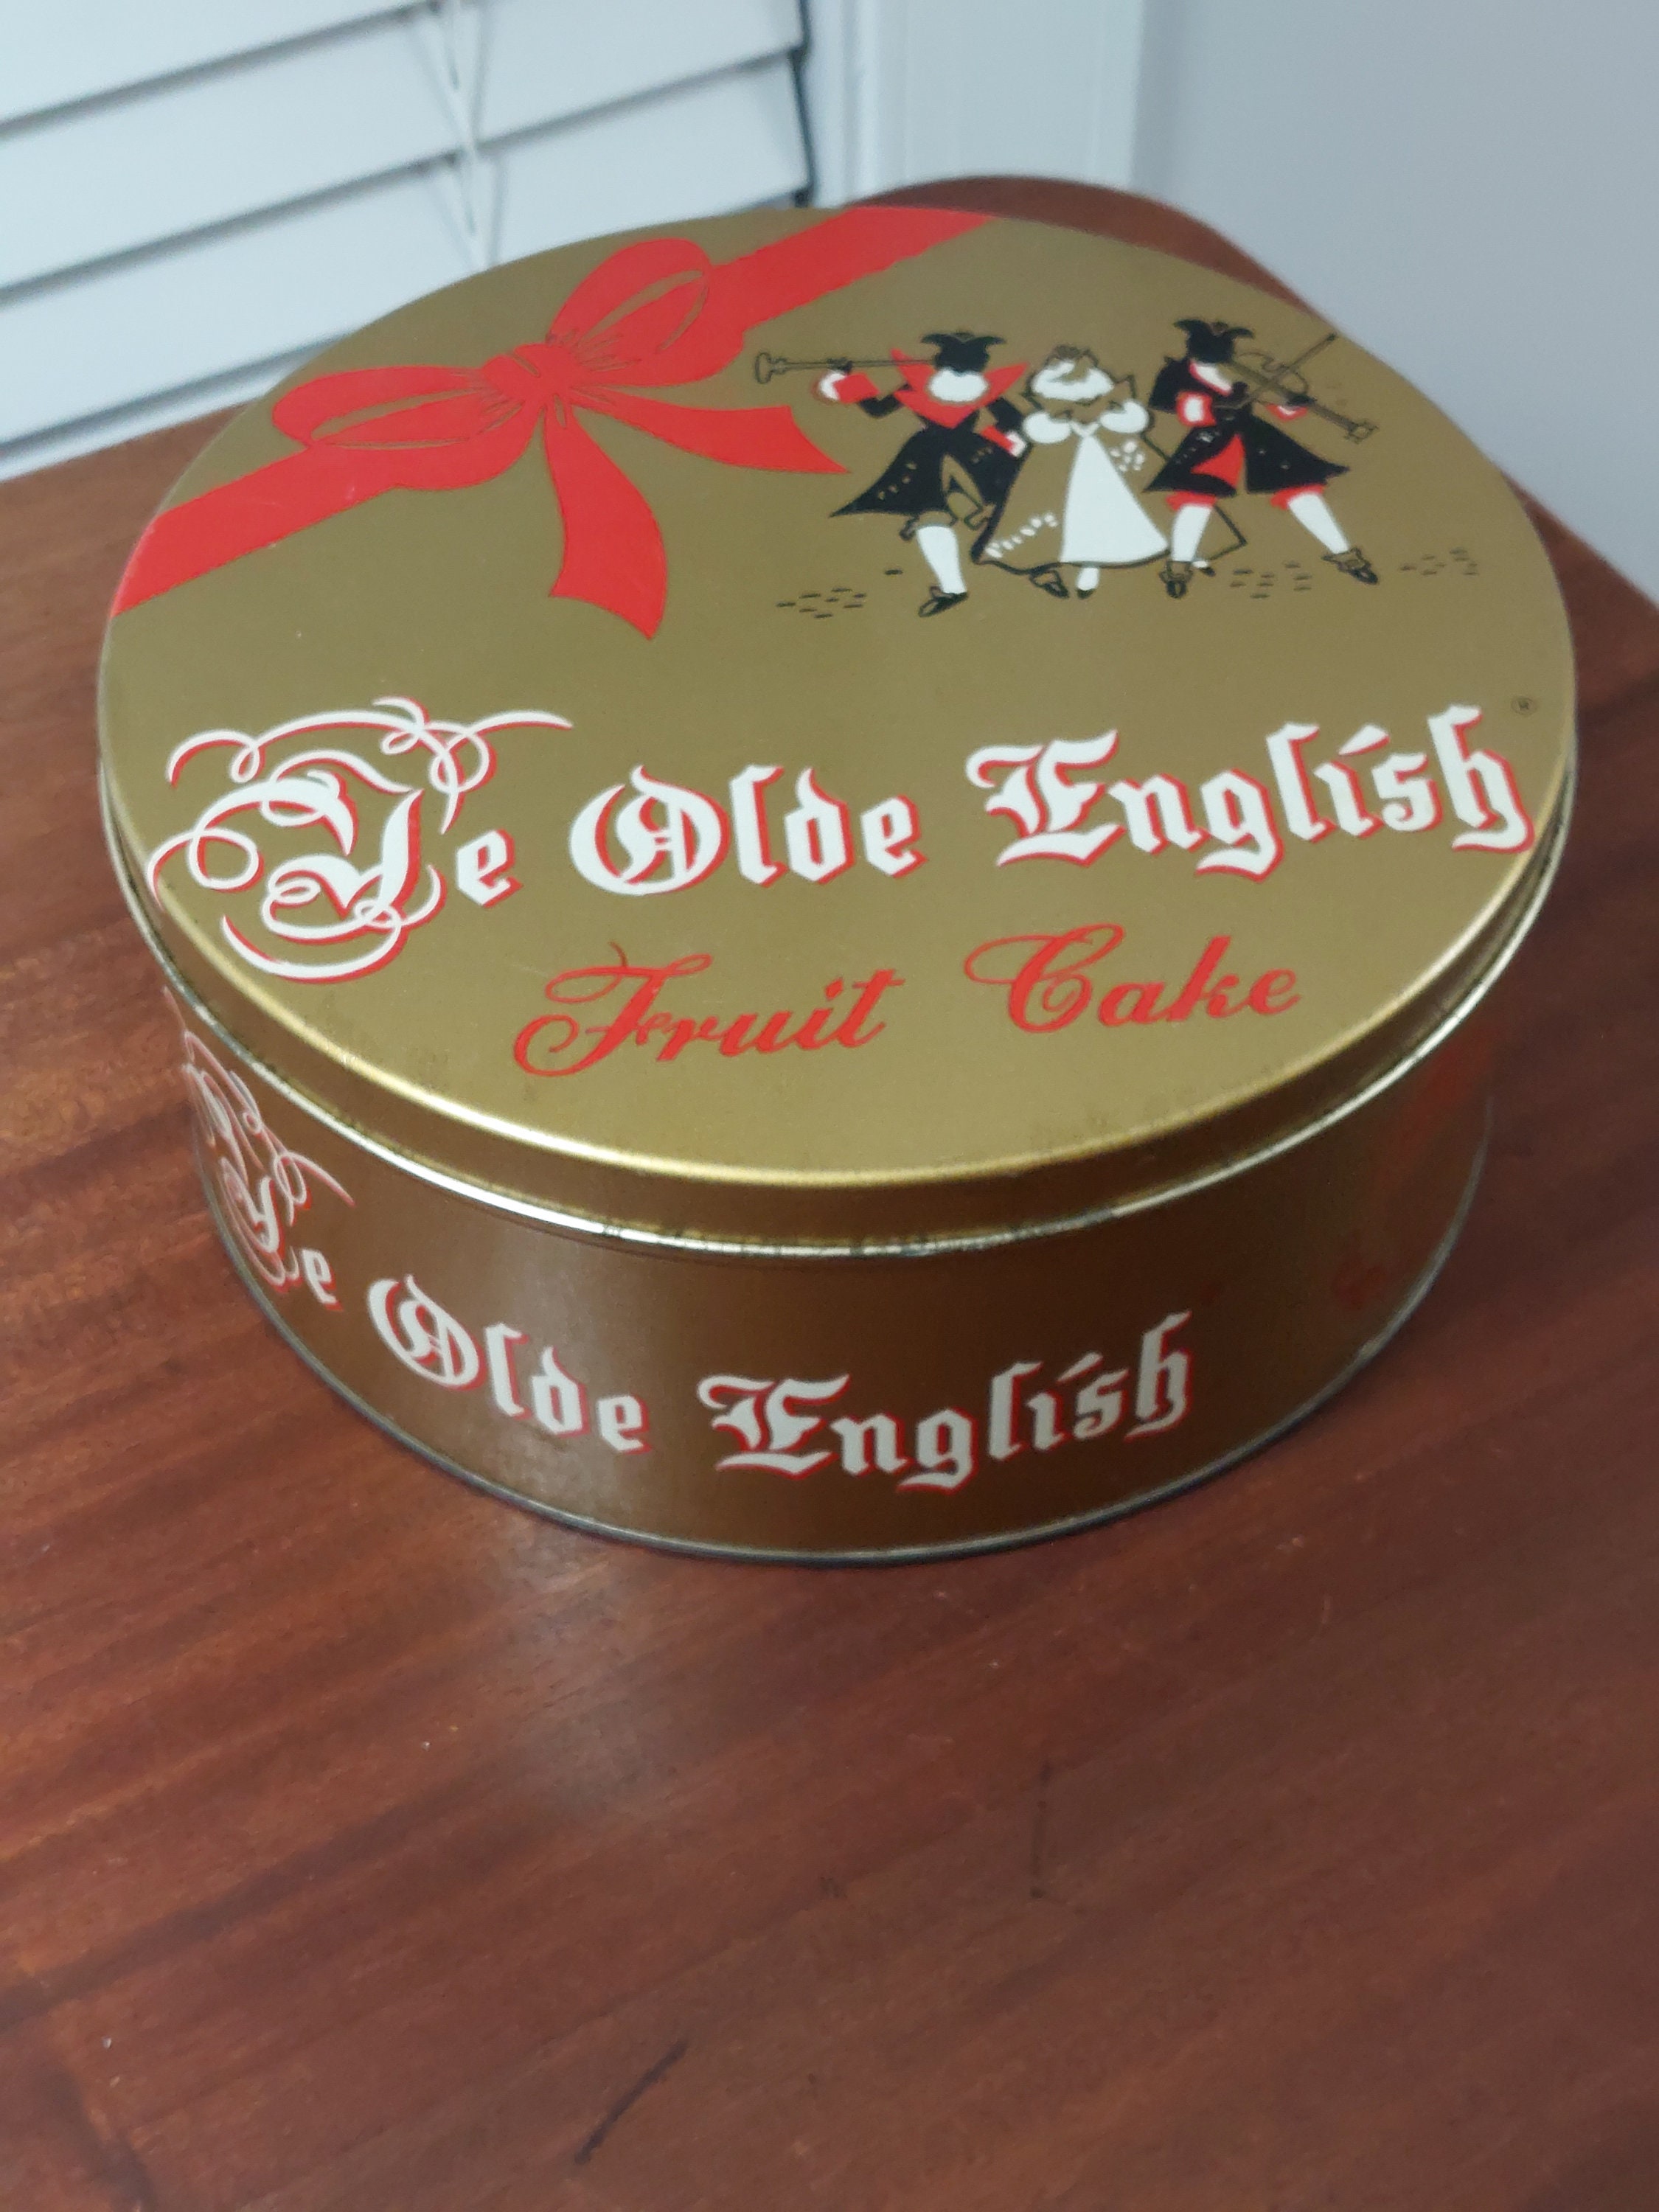 Ye Olde English ®
Fruit Cake
Ye Olde English